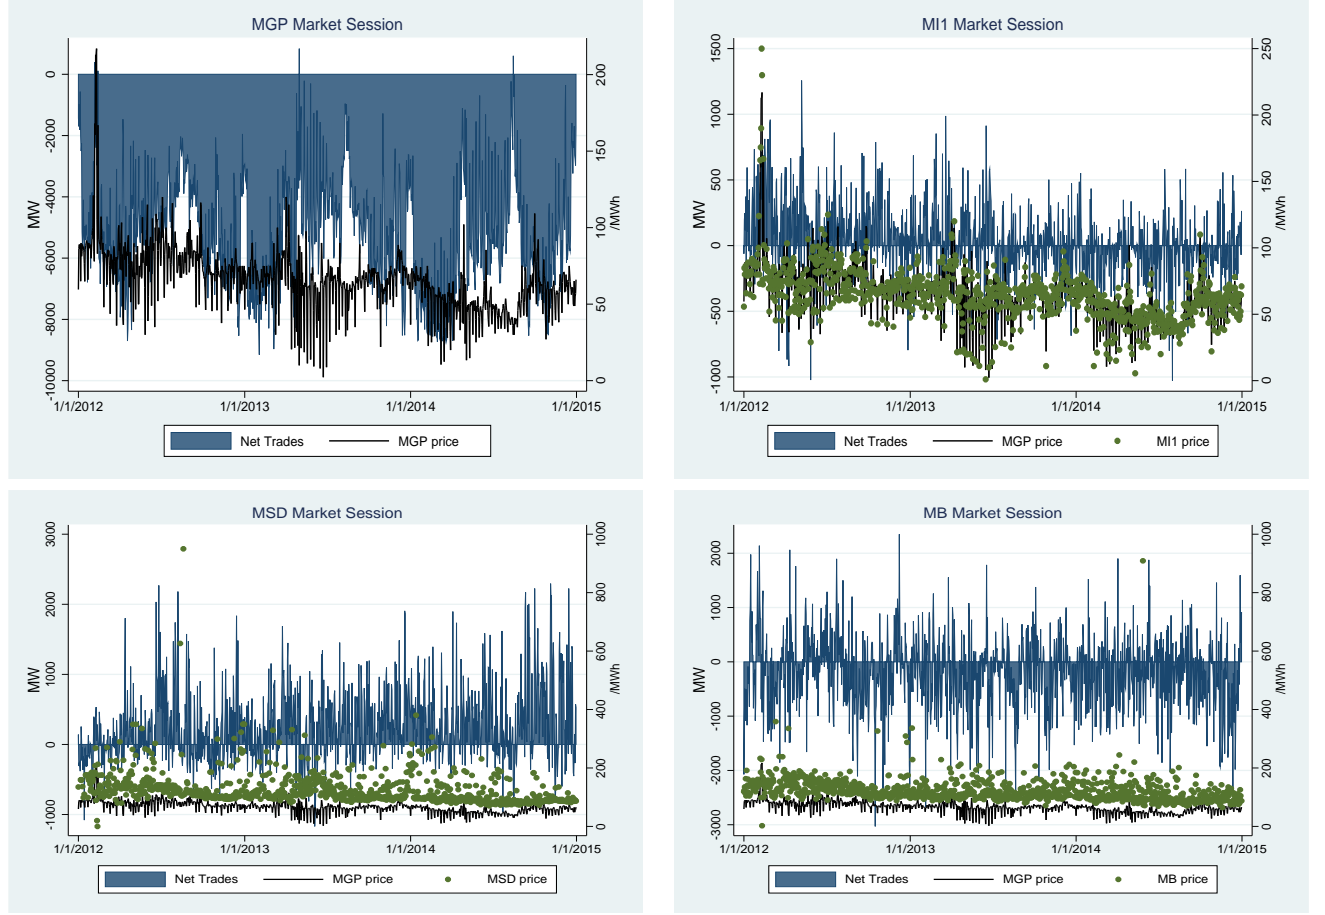 MGP Market Session
0
-2000
-4000
-6000
-8000
-10000
MW
200
150
100
50
0
/MWh
1/1/2012 1/1/2013 1/1/2014 1/1/2015
Net Trades MGP price
MI1 Market Session
1500
1000
500
0
-500
-1000
MW
250
200
150
100
50
0
/MWh
1/1/2012 1/1/2013 1/1/2014 1/1/2015
Net Trades MGP price MI1 price
MSD Market Session
3000
2000
1000
0
-1000
MW
1000
800
600
400
200
0
/MWh
1/1/2012 1/1/2013 1/1/2014 1/1/2015
Net Trades MGP price MSD price
MB Market Session
2000
1000
0
-1000
-2000
-3000
MW
1000
800
600
400
200
0
/MWh
1/1/2012 1/1/2013 1/1/2014 1/1/2015
Net Trades MGP price MB price